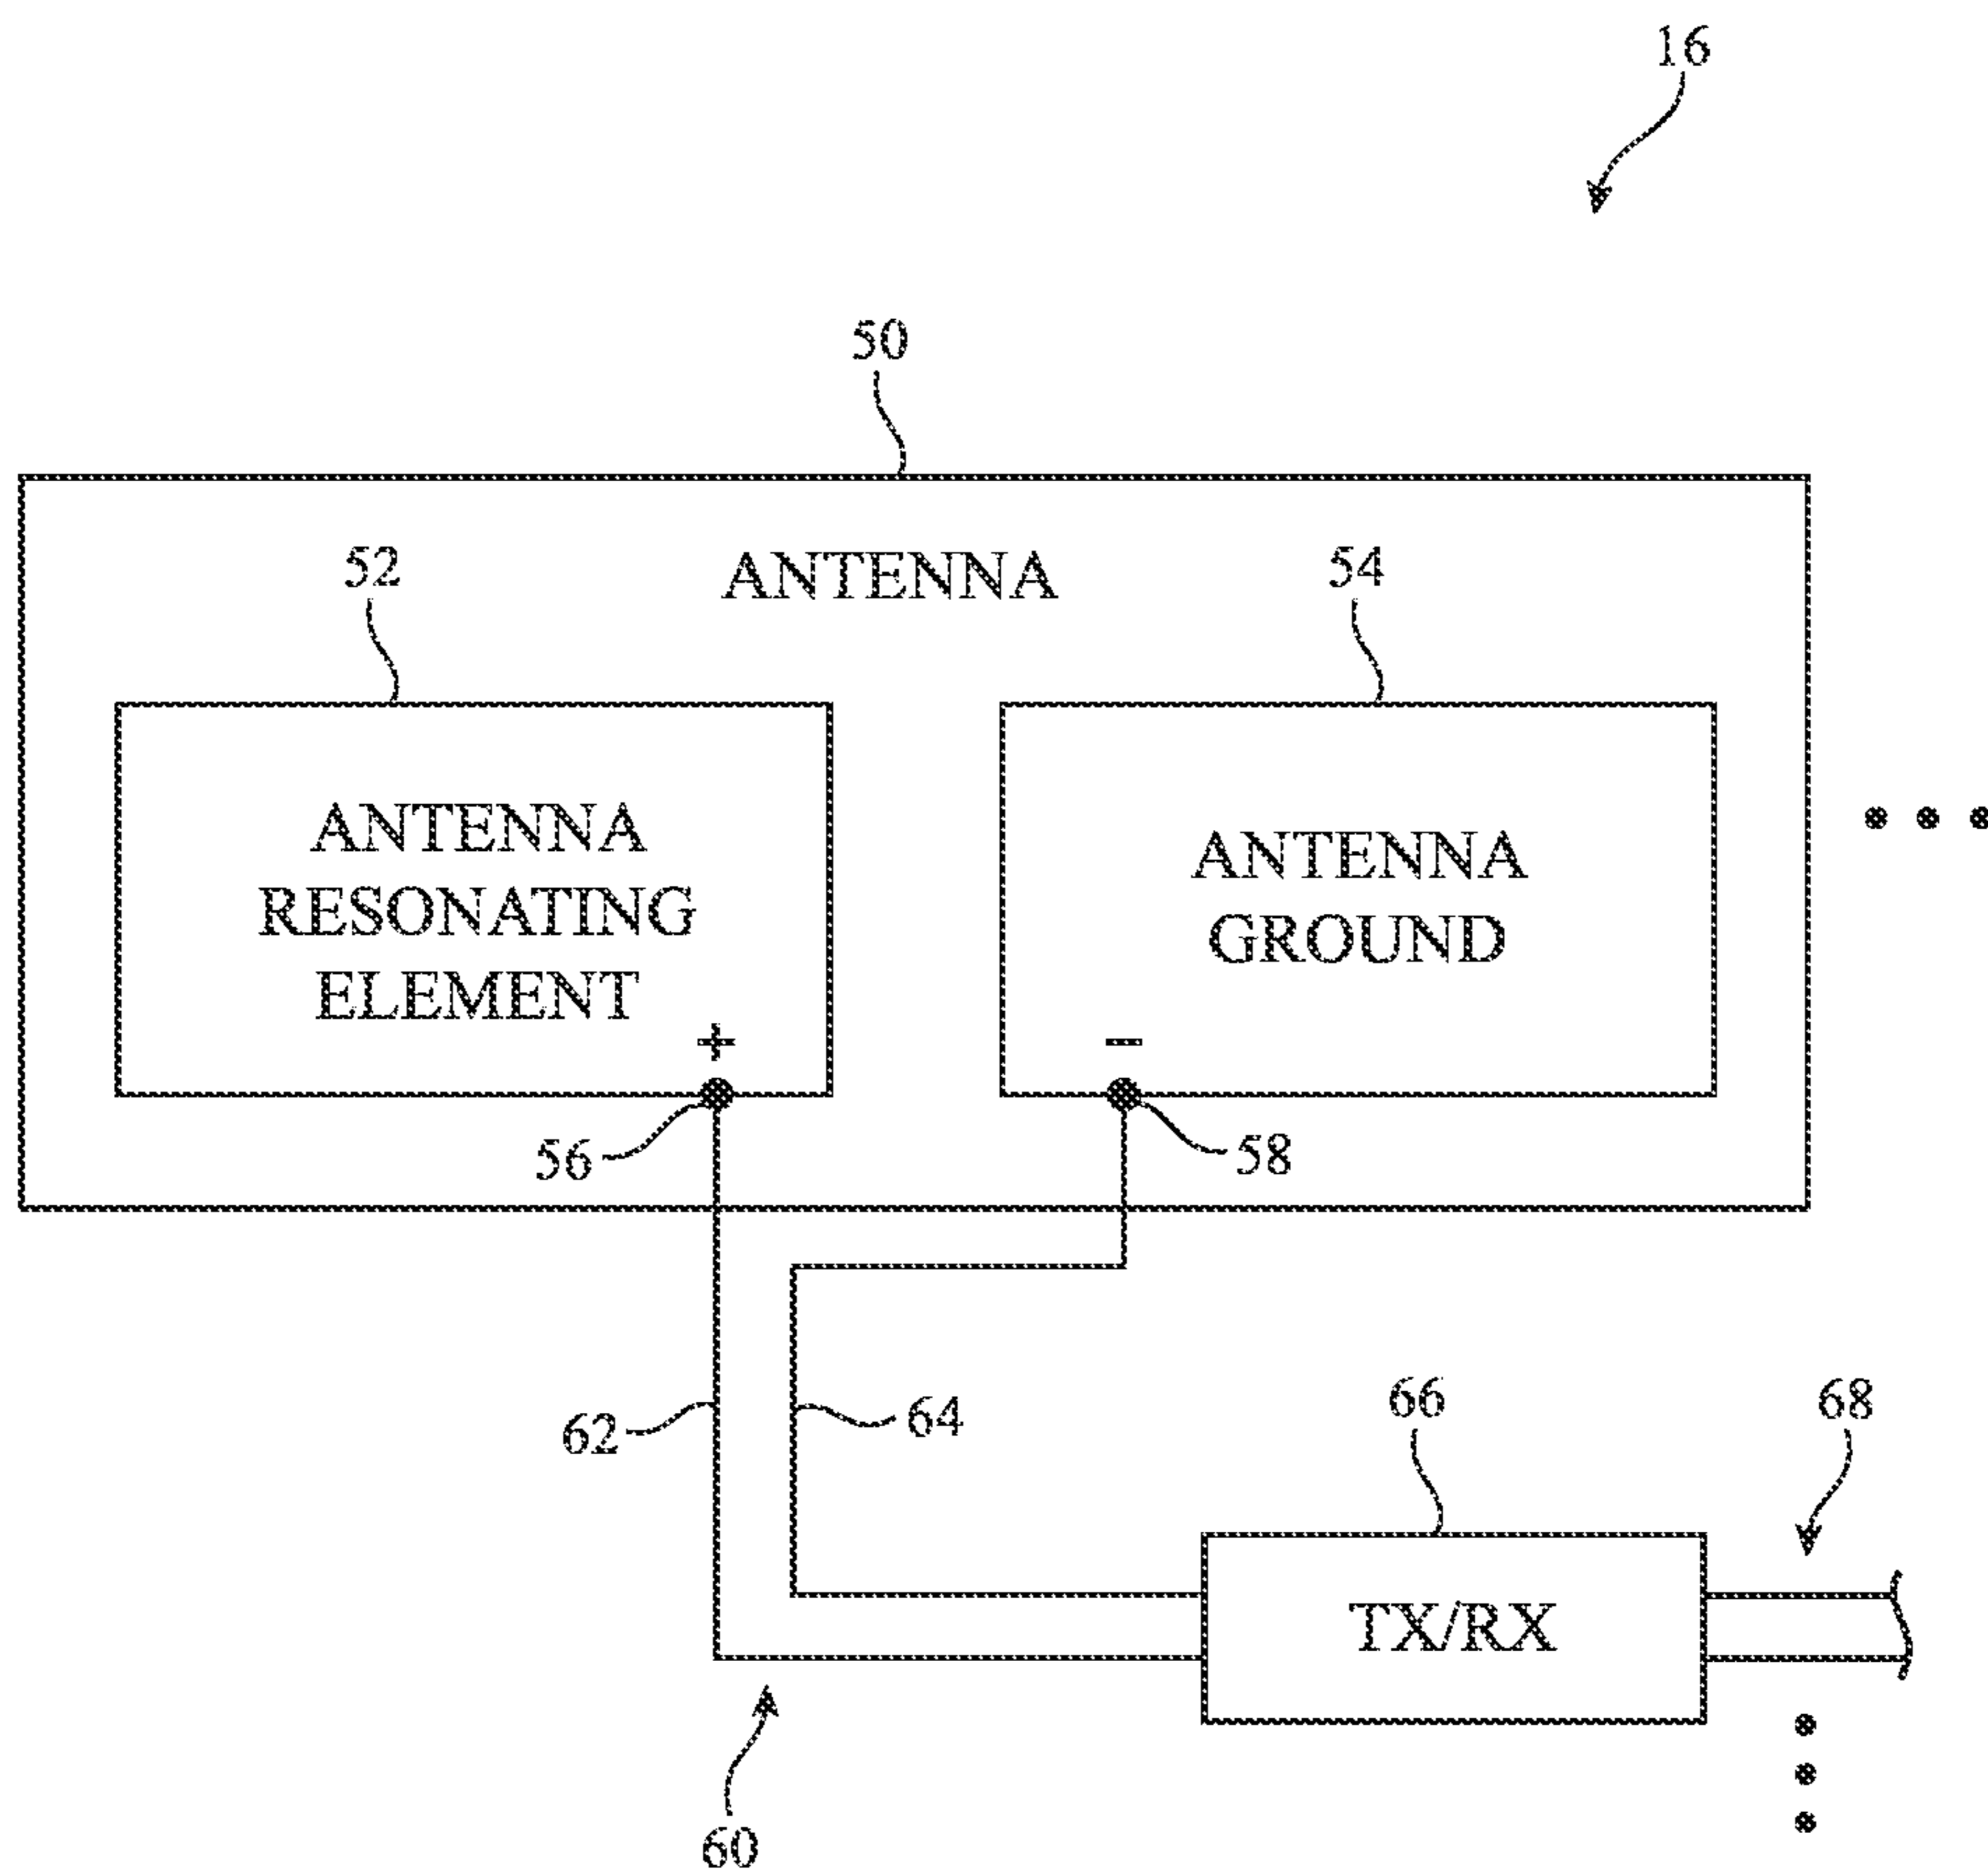 16
50
52
ANTENNA
54
ANTENNA
RESONATING
ELEMENT
+
ANTENNA
GROUND
–
56
58
62
64
66
68
TX/RX
60